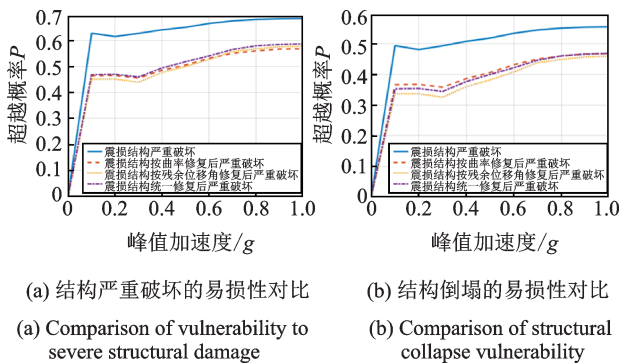 0.7
0.6
0.5
0.4
0.3
0.2
0.1
0
超越概率P
震损结构严重破坏
震损结构按曲率修复后严重破坏
震损结构按残余位移角修复后严重破坏
震损结构统一修复后严重破坏
0 0.2 0.4 0.6 0.8 1.0
峰值加速度/g
(a) 结构严重破坏的易损性对比
(a) Comparison of vulnerability to
severe structural damage
0.6
0.5
0.4
0.3
0.2
0.1
0
超越概率P
震损结构严重破坏
震损结构按曲率修复后严重破坏
震损结构按残余位移角修复后严重破坏
震损结构统一修复后严重破坏
0 0.2 0.4 0.6 0.8 1.0
峰值加速度/g
(b) 结构倒塌的易损性对比
(b) Comparison of structural
collapse vulnerability